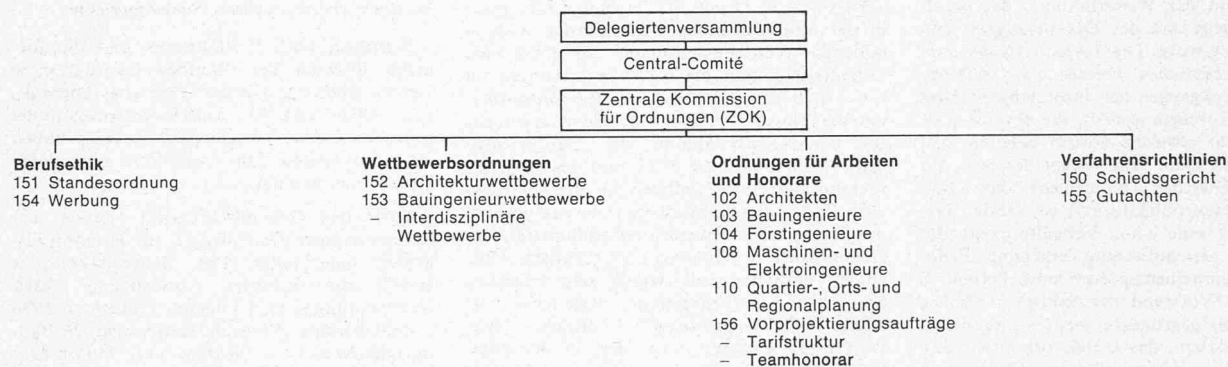 Delegiertenversammlung
Central-Comité
Zentrale Kommission
für Ordnungen (ZOK)
Berufsethik
151 Standesordnung
154 Werbung
Wettbewerbsordnungen
152 Architekturwettbewerbe
153 Bauingenieurwettbewerbe
– Interdisziplinäre
Wettbewerbe
Ordnungen für Arbeiten
und Honorare
102 Architekten
103 Bauingenieure
104 Forstingenieure
108 Maschinen- und
Elektroingenieure
110 Quartier-, Orts- und
Regionalplanung
156 Vorprojektierungsaufträge
– Tarifstruktur
– Teamhonorar
Verfahrensrichtlinien
150 Schiedsgericht
155 Gutachten